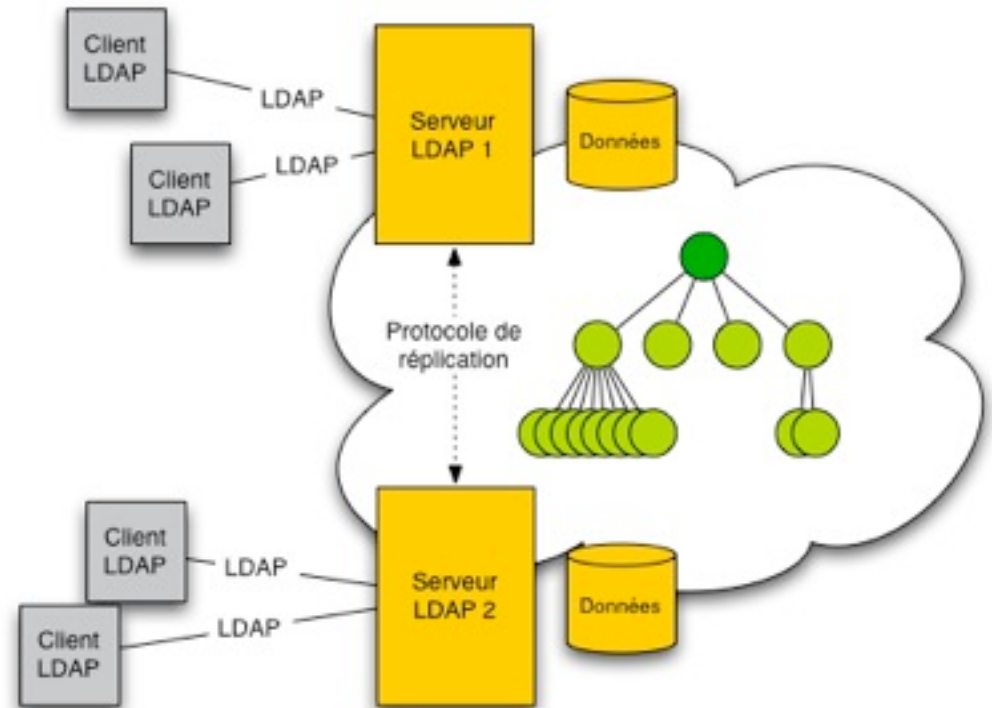 Client
LDAP
LDAP
Serveur
LDAP 1
Données
Client
LDAP
LDAP
Protocole de
réplication
Client
LDAP
LDAP
Serveur
LDAP 2
Données
Client
LDAP
LDAP